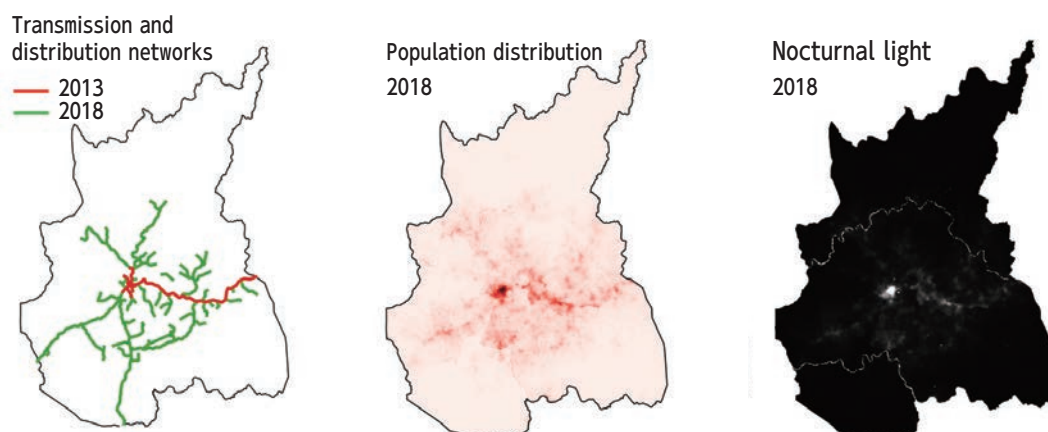 Transmission and
distribution networks
2013
2018
Population distribution
2018
Nocturnal light
2018